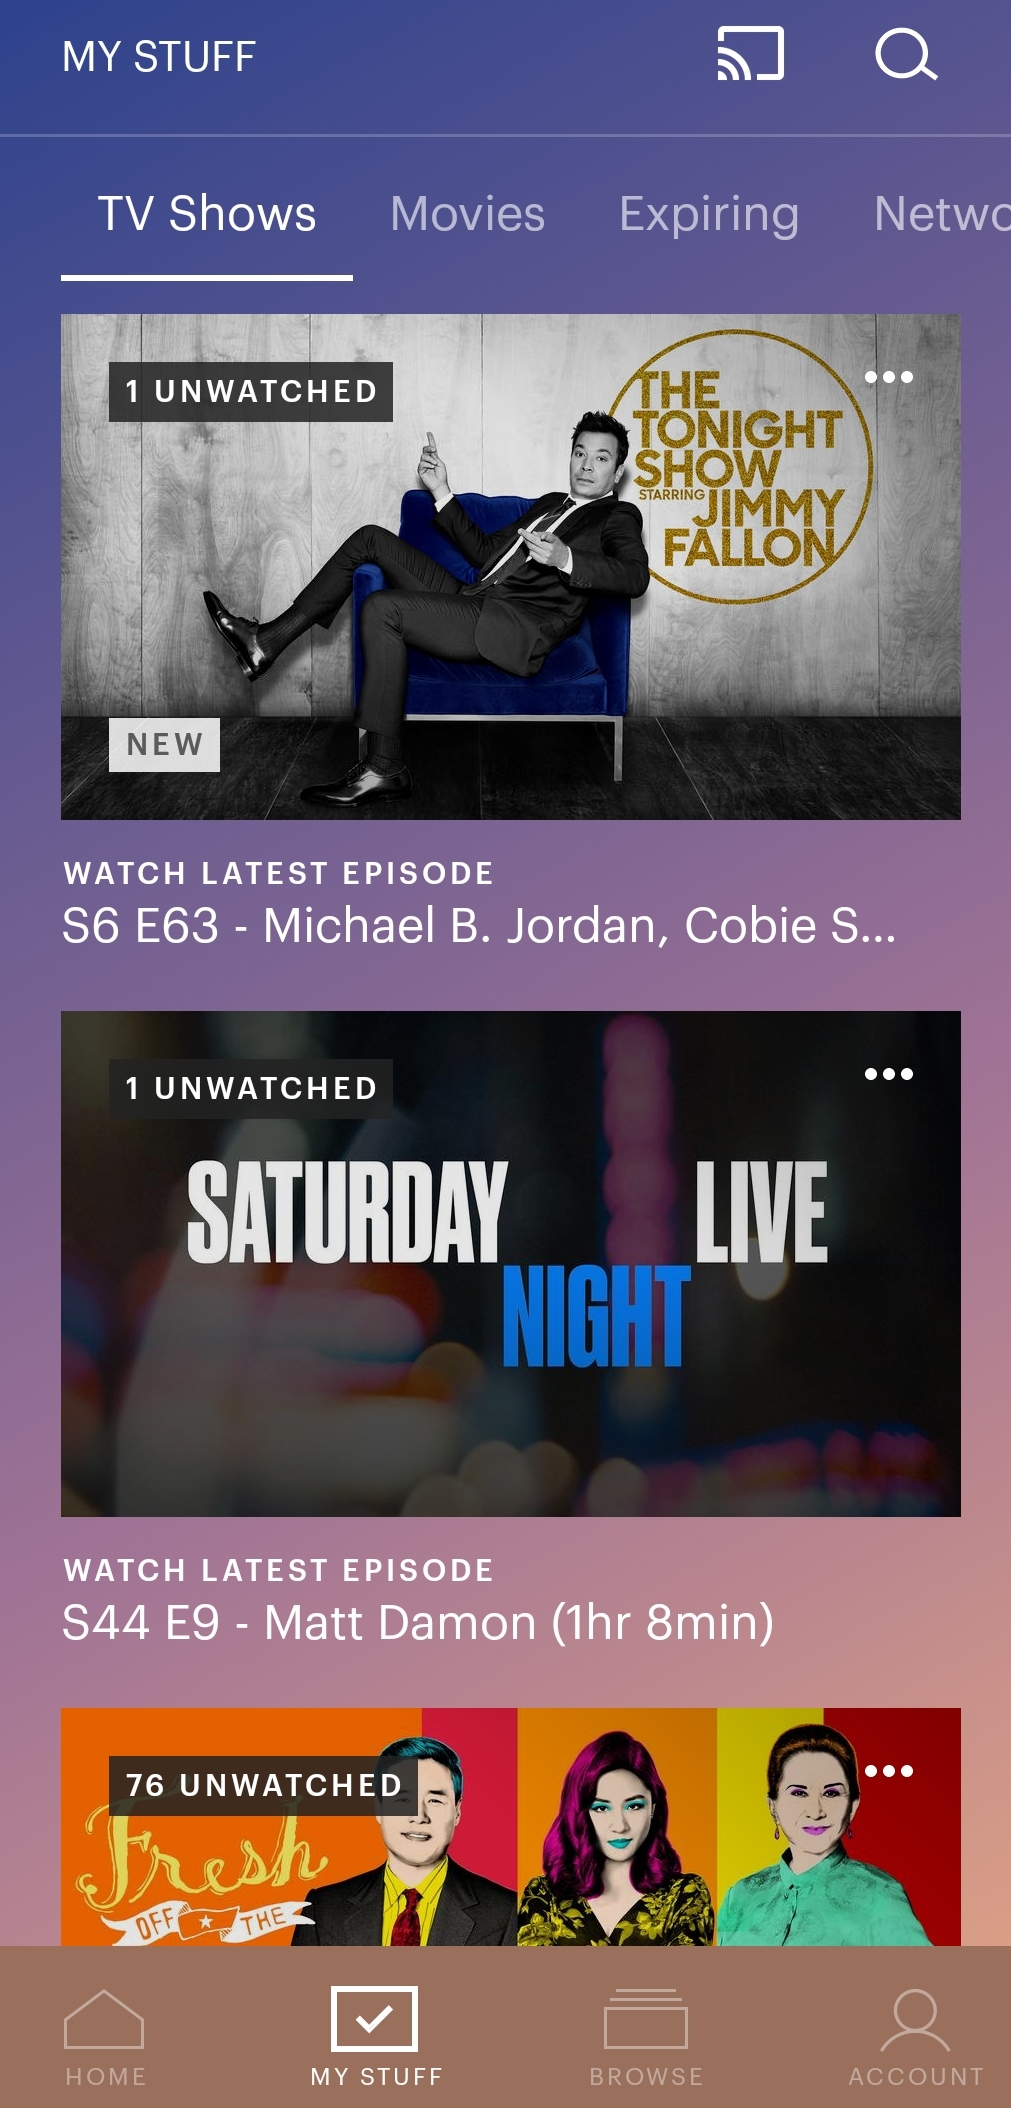 MY STUFF
TV Shows Movies Expiring Netwo
1 UNWATCHED
THE
TONIGHT
SHOW
STARRING JIMMY
FALLON
NEW
WATCH LATEST EPISODE
S6 E63 - Michael B. Jordan, Cobie S...
1 UNWATCHED
SATURDAY LIVE
NIGHT
WATCH LATEST EPISODE
S44 E9 - Matt Damon (1hr 8min)
76 UNWATCHED
Fresh
OFF THE
HOME MY STUFF BROWSE ACCOUNT